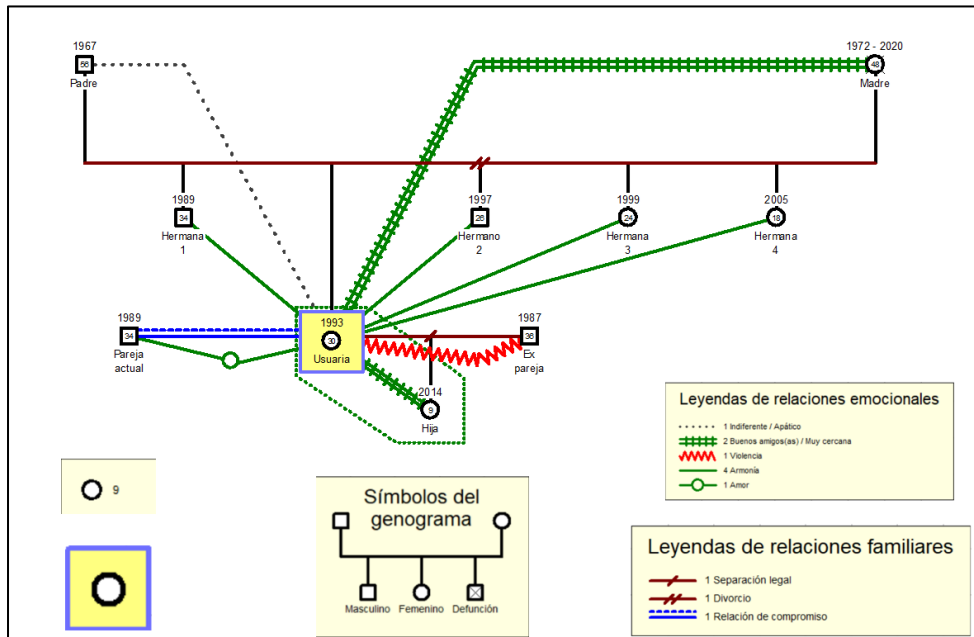 1967
56
Padre
1972 - 2020
48
Madre
1989
34
Hermana
1
1997
26
Hermano
2
1999
24
Hermana
3
2005
18
Hermana
4
1989
34
Pareja
actual
1993
30
Usuaria
1987
36
Ex
pareja
2014
9
Hija
Leyendas de relaciones emocionales
1 Indiferente / Apático
2 Buenos amigos(as) / Muy cercana
1 Violencia
4 Armonía
1 Amor
9
Símbolos del
genograma
Masculino Femenino Defunción
Leyendas de relaciones familiares
1 Separación legal
1 Divorcio
1 Relación de compromiso